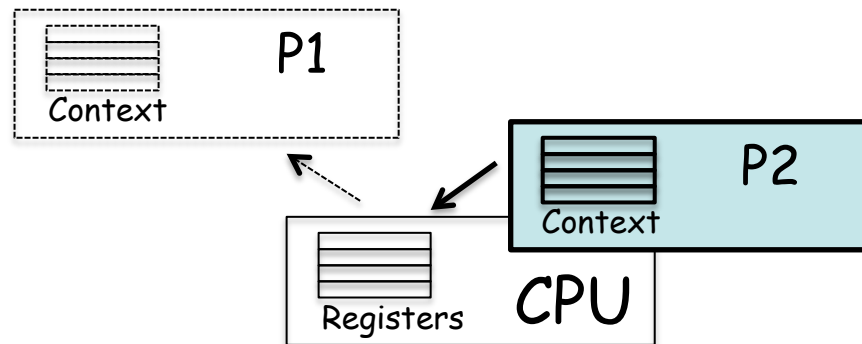 P1
Context
P2
Context
CPU
Registers